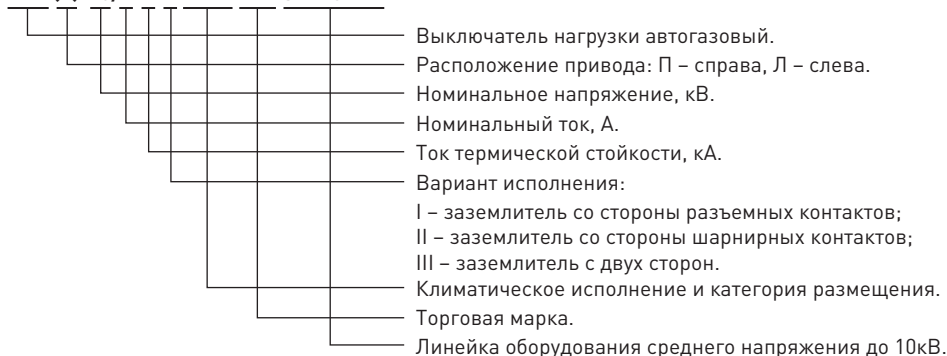 Выключатель нагрузки автогазовый.
Расположение привода: П – справа, Л – слева.
Номинальное напряжение, кВ.
Номинальный ток, А.
Ток термической стойкости, кА.
Вариант исполнения:
I – заземлитель со стороны разъемных контактов;
II – заземлитель со стороны шарнирных контактов;
III – заземлитель с двух сторон.
Климатическое исполнение и категория размещения.
Торговая марка.
Линейка оборудования среднего напряжения до 10кВ.